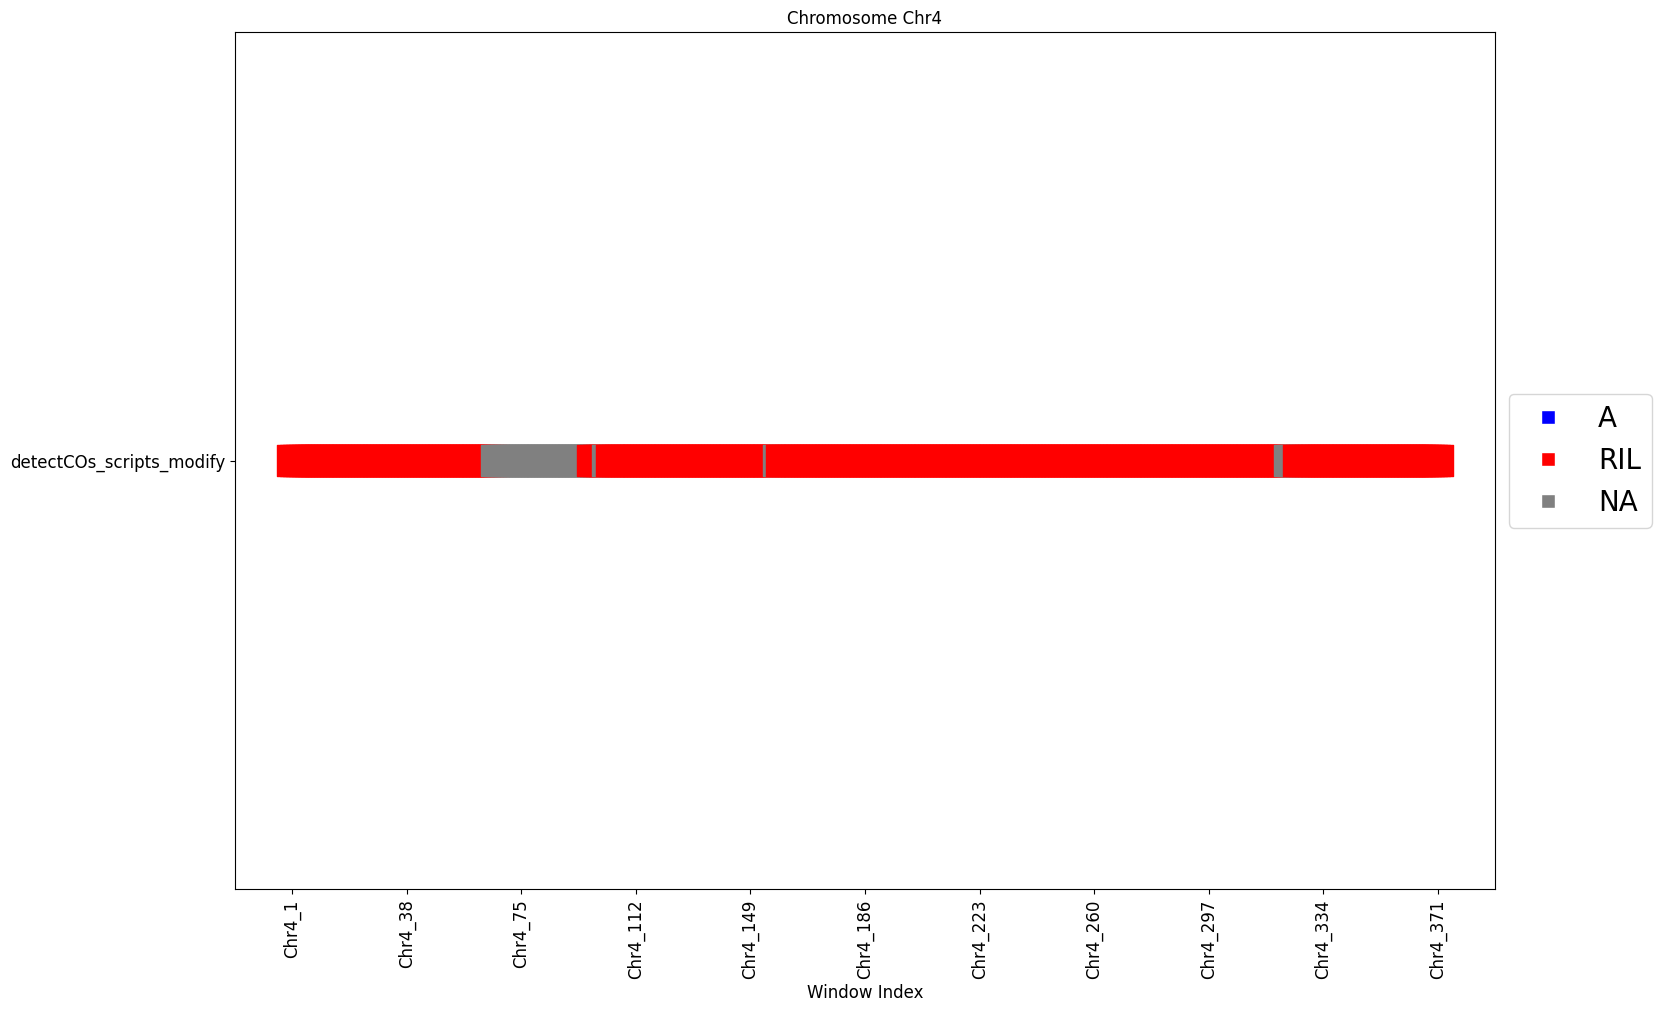 Chromosome Chr4
detectCOs_scripts_modify
A
RIL
NA
Chr4_1
Chr4_38
Chr4_75
Chr4_112
Chr4_149
Chr4_186
Chr4_223
Chr4_260
Chr4_297
Chr4_334
Chr4_371
Window Index